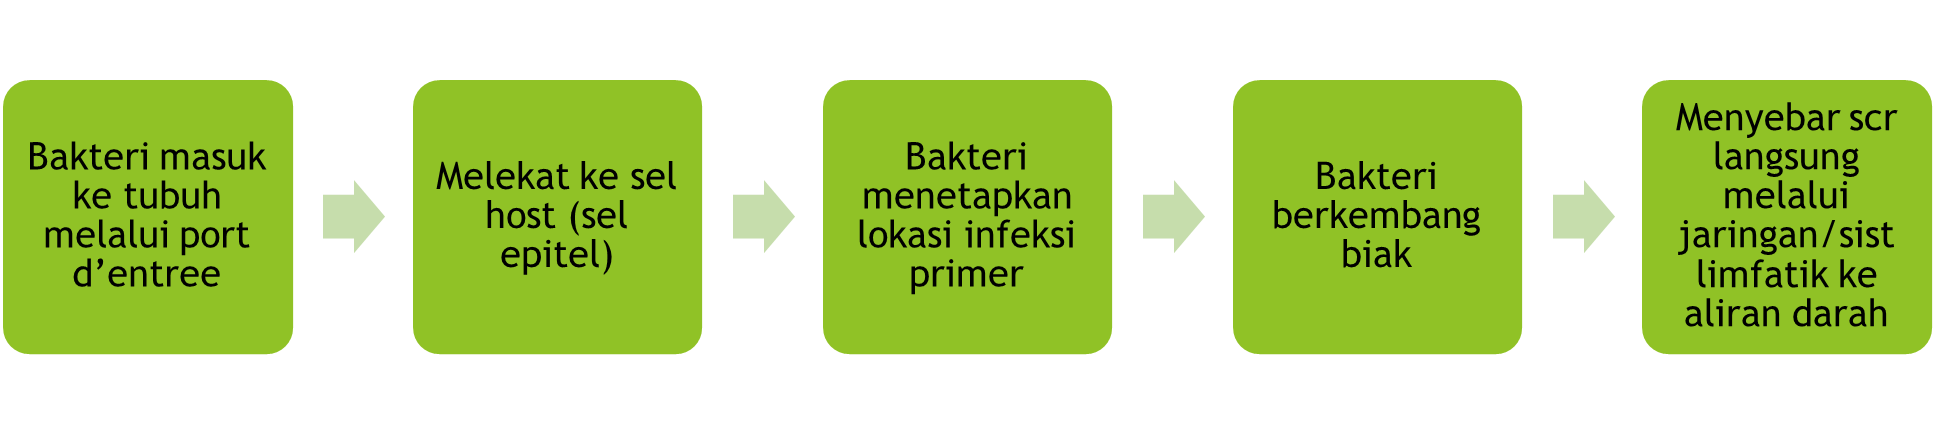 Bakteri masuk
ke tubuh
melalui port
d’entree
Melekat ke sel
host (sel
epitel)
Bakteri
menetapkan
lokasi infeksi
primer
Bakteri
berkembang
biak
Menyebar scr
langsung
melalui
jaringan/sist
limfatik ke
aliran darah